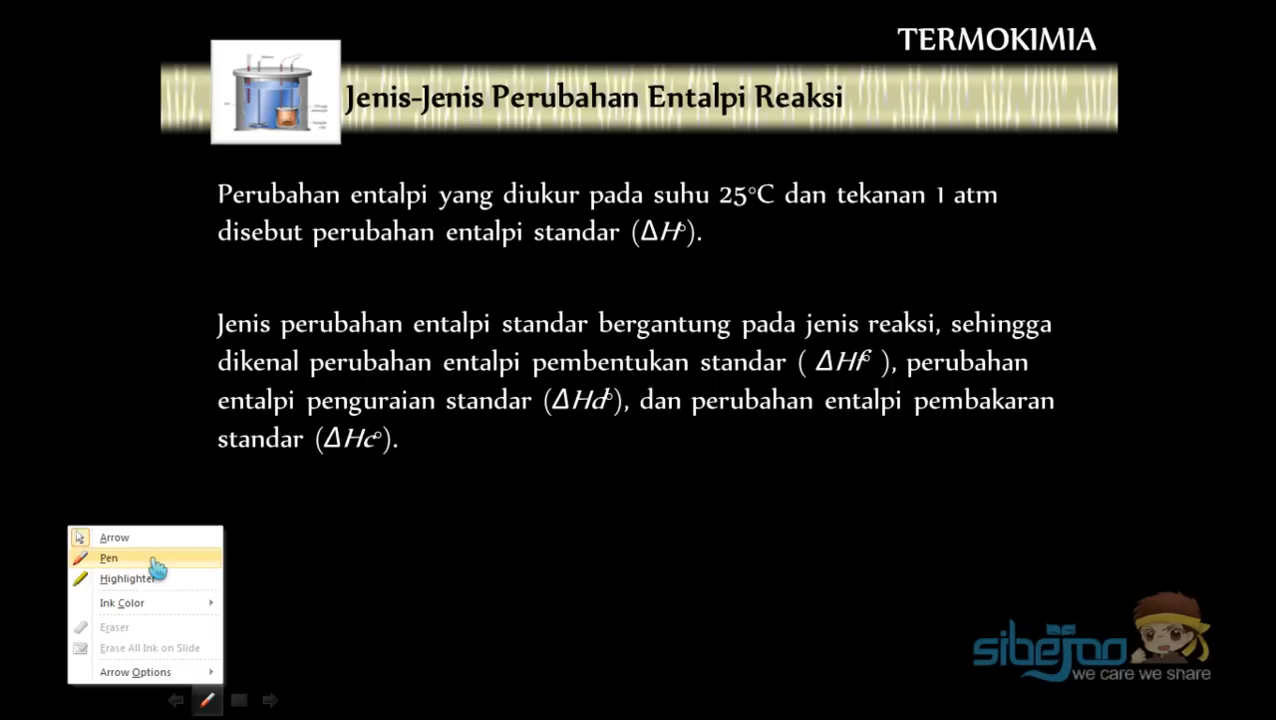 TERMOKIMIA
Jenis-Jenis Perubahan Entalpi Reaksi
Perubahan entalpi yang diukur pada suhu 25°C dan tekanan 1 atm
disebut perubahan entalpi standar (ΔH°).
Jenis perubahan entalpi standar bergantung pada jenis reaksi, sehingga
dikenal perubahan entalpi pembentukan standar ( ΔHf° ), perubahan
entalpi penguraian standar (ΔHd°), dan perubahan entalpi pembakaran
standar (ΔHc°).
Arrow
Pen
Highlighter
Ink Color
Eraser
Erase All Ink on Slide
Arrow Options
sibejoo
we care we share